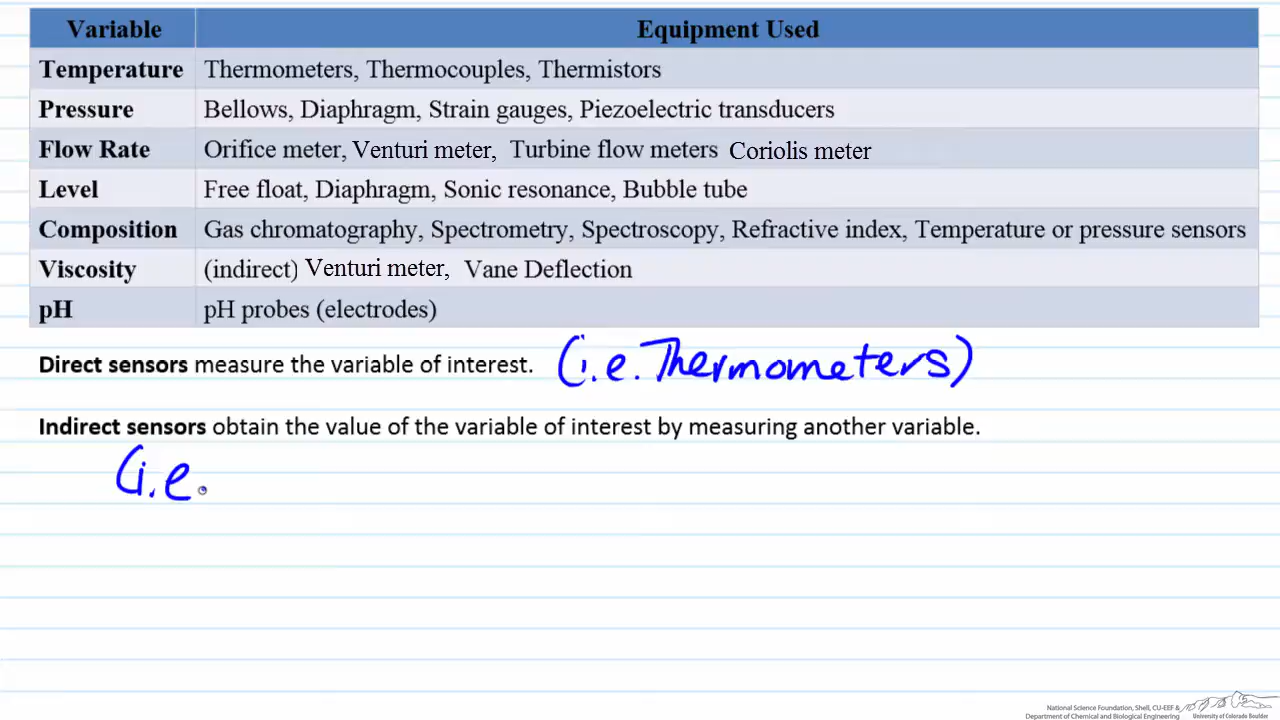 Variable Equipment Used
Temperature Thermometers, Thermocouples, Thermistors
Pressure Bellows, Diaphragm, Strain gauges, Piezoelectric transducers
Flow Rate Orifice meter, Venturi meter, Turbine flow meters Coriolis meter
Level Free float, Diaphragm, Sonic resonance, Bubble tube
Composition Gas chromatography, Spectrometry, Spectroscopy, Refractive index, Temperature or pressure sensors
Viscosity (indirect) Venturi meter, Vane Deflection
pH pH probes (electrodes)
Direct sensors measure the variable of interest. (i.e. Thermometers)
Indirect sensors obtain the value of the variable of interest by measuring another variable.
(i.e.
National Science Foundation, Shell, CU-EEF &
Department of Chemical and Biological Engineering University of Colorado Boulder